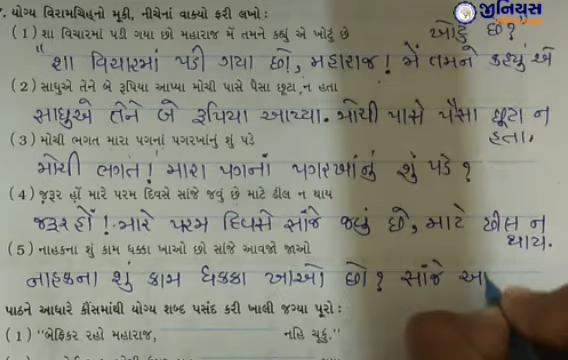 જીનિયસ
. યોગ્ય વિરામચિહ્નો મૂકી, નીચેનાં વાક્યો ફરી લખો :
(1) શા વિચારમાં પડી ગયા છો મહારાજ મેં તમને કહ્યું એ ખોટું છે
ખોટું છે?"
"શા વિચારમાં પડી ગયા છો, મહારાજ! મેં તમને કહ્યું એ
(2) સાધુએ તેને બે રૂપિયા આપ્યા મોચી પાસે પૈસા છૂટા ન હતા
સાધુએ તેને બે રૂપિયા આપ્યા. મોચી પાસે પૈસા છૂટા ન
હતા.
(3) મોચી ભગત મારા પગનાં પગરખાંનું શું પડે
મોચી ભગત! મારા પગનાં પગરખાંનું શું પડે?
(4) જરૂર હોં મારે પરમ દિવસે સાંજે જવું છે માટે ઢીલ ન થાય
જરૂર હોં! મારે પરમ દિવસે સાંજે જવું છે, માટે ઢીલ ન
થાય.
(5) નાહકના શું કામ ધક્કા ખાઓ છો સાંજે આવજો જાઓ
નાહકના શું કામ ધક્કા ખાઓ છો? સાંજે આ
પાઠને આધારે કૌંસમાંથી યોગ્ય શબ્દ પસંદ કરી ખાલી જગ્યા પૂરો :
(1) "બેફિકર રહો મહારાજ, નહિ ચૂકું."